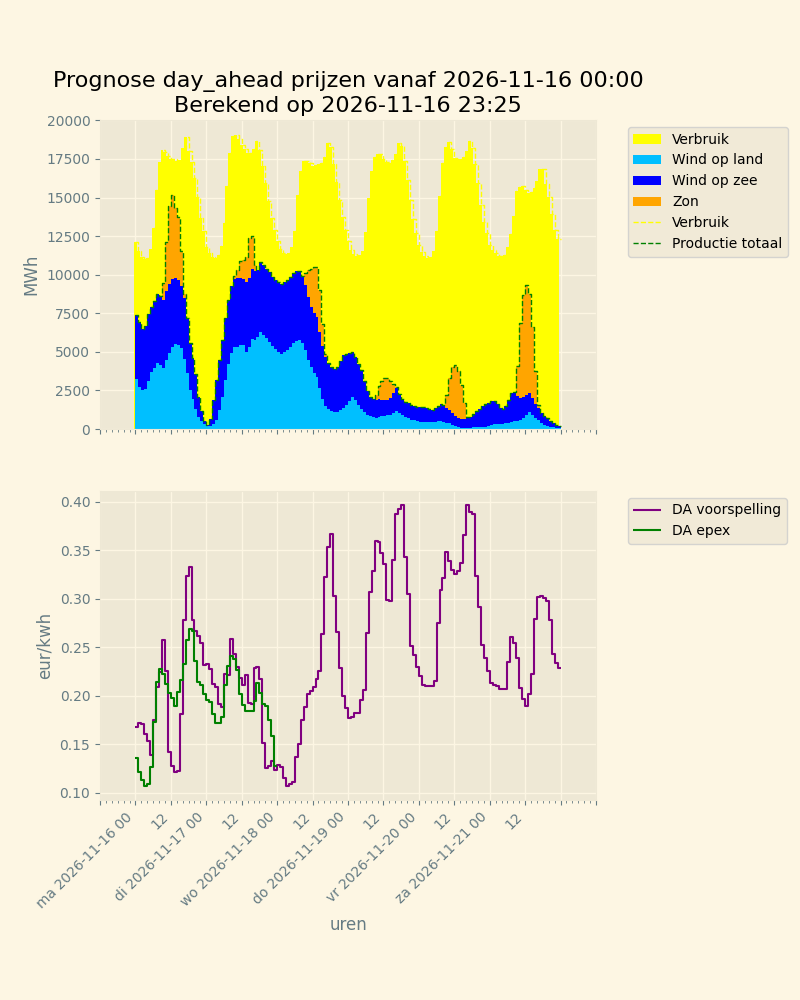 Prognose day_ahead prijzen vanaf 2026-11-16 00:00
Berekend op 2026-11-16 23:25
20000
17500
15000
12500
10000
7500
5000
2500
0
MWh
Verbruik
Wind op land
Wind op zee
Zon
Verbruik
Productie totaal
0.40
0.35
0.30
0.25
0.20
0.15
0.10
eur/kwh
DA voorspelling
DA epex
ma 2026-11-16 00
12
di 2026-11-17 00
12
wo 2026-11-18 00
12
do 2026-11-19 00
12
vr 2026-11-20 00
12
za 2026-11-21 00
12
uren